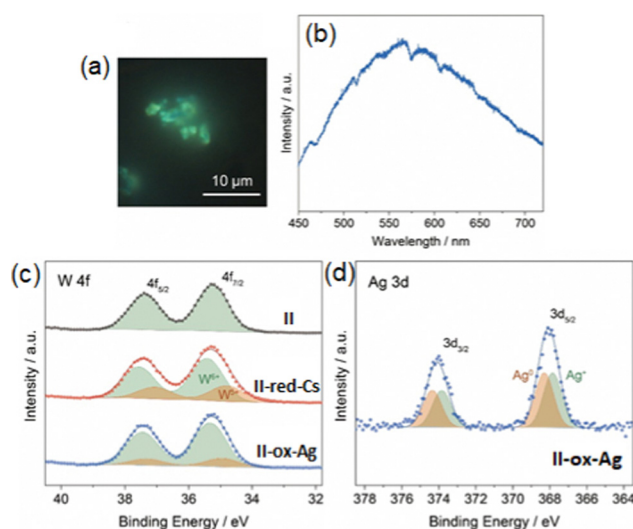 (a)
10 μm
(b)
Intensity / a.u.
450 500 550 600 650 700
Wavelength / nm
(c)
W 4f
4f5/2
4f7/2
II
II-red-Cs
W6+
W5+
II-ox-Ag
Intensity / a.u.
40 38 36 34 32
Binding Energy / eV
(d)
Ag 3d
3d3/2
3d5/2
Ag0
Ag+
II-ox-Ag
Intensity / a.u.
378 376 374 372 370 368 366 364
Binding Energy / eV